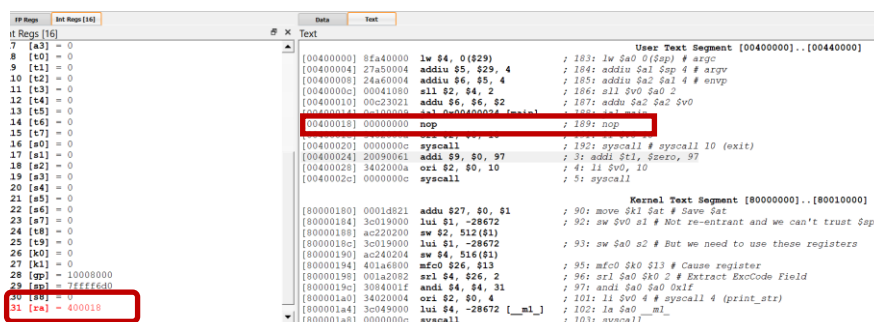 FP Regs
Int Regs [16]
Data
Text
Int Regs [16]
Text
[a3] = 0
[t0] = 0
[t1] = 0
10 [t2] = 0
11 [t3] = 0
12 [t4] = 0
13 [t5] = 0
14 [t6] = 0
15 [t7] = 0
16 [s0] = 0
17 [s1] = 0
18 [s2] = 0
19 [s3] = 0
20 [s4] = 0
21 [s5] = 0
22 [s6] = 0
23 [s7] = 0
24 [t8] = 0
25 [t9] = 0
26 [k0] = 0
27 [k1] = 0
28 [gp] = 10008000
29 [sp] = 7ffff6d0
30 [s8] = 0
31 [ra] = 400018
User Text Segment [00400000]..[00440000]
[00400000] 8fa40000 lw $4, 0($29) ; 183: lw $a0 0($sp) # argc
[00400004] 27a50004 addiu $5, $29, 4 ; 184: addiu $a1 $sp 4 # argv
[00400008] 24a60004 addiu $6, $5, 4 ; 185: addiu $a2 $a1 4 # envp
[0040000c] 00041080 sll $2, $4, 2 ; 186: sll $v0 $a0 2
[00400010] 00c23021 addu $6, $6, $2 ; 187: addu $a2 $a2 $v0
[00400014] 0c100009 jal 0x00400024 [main] ; 188: jal main
[00400018] 00000000 nop ; 189: nop
[00400020] 0000000c syscall ; 192: syscall # syscall 10 (exit)
[00400024] 20090061 addi $9, $0, 97 ; 3: addi $t1, $zero, 97
[00400028] 3402000a ori $2, $0, 10 ; 4: li $v0, 10
[0040002c] 0000000c syscall ; 5: syscall
Kernel Text Segment [80000000]..[80010000]
[80000180] 0001d821 addu $27, $0, $1 ; 90: move $k1 $at # Save $at
[80000184] 3c019000 lui $1, -28672 ; 92: sw $v0 s1 # Not re-entrant and we can't trust $sp
[80000188] ac220200 sw $2, 512($1)
[8000018c] 3c019000 lui $1, -28672 ; 93: sw $a0 s2 # But we need to use these registers
[80000190] ac240204 sw $4, 516($1)
[80000194] 401a6800 mfc0 $26, $13 ; 95: mfc0 $k0 $13 # Cause register
[80000198] 001a2082 srl $4, $26, 2 ; 96: srl $a0 $k0 2 # Extract ExcCode Field
[8000019c] 3084001f andi $4, $4, 31 ; 97: andi $a0 $a0 0x1f
[800001a0] 34020004 ori $2, $0, 4 ; 101: li $v0 4 # syscall 4 (print_str)
[800001a4] 3c049000 lui $4, -28672 [__m1_] ; 102: la $a0 __m1_
[800001a8] 0000000c syscall ; 103: syscall